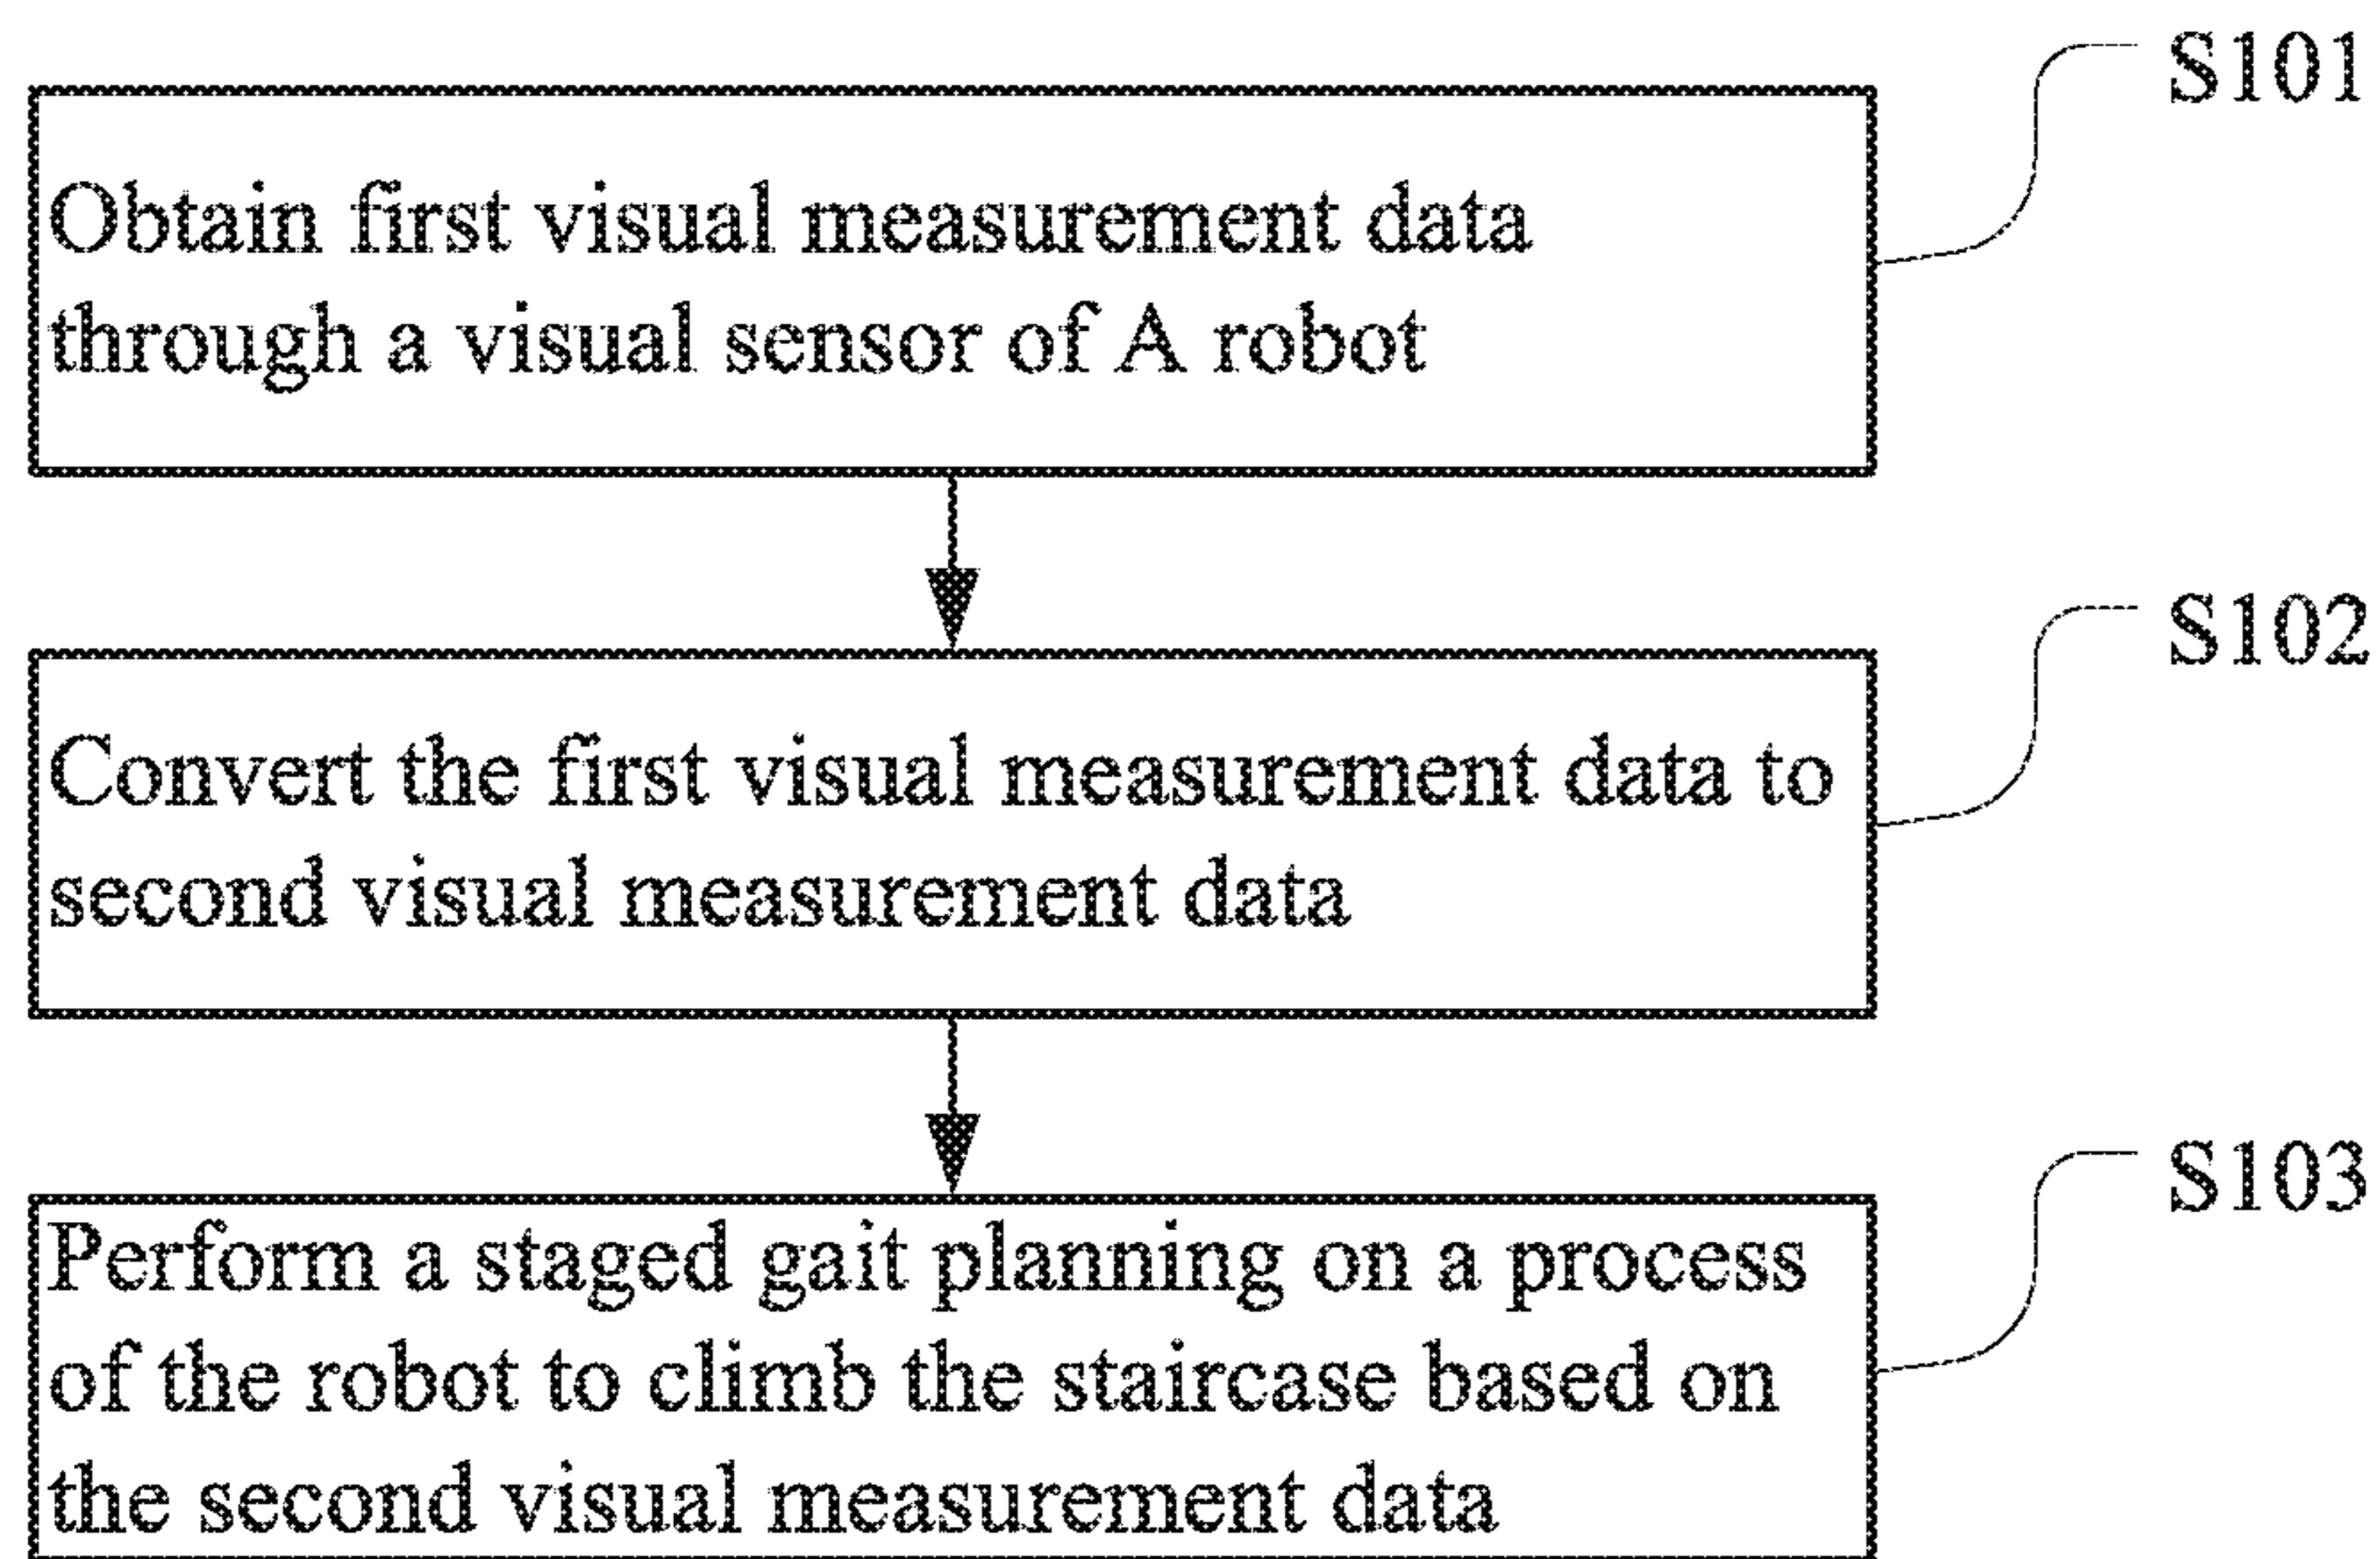 S101
Obtain first visual measurement data
through a visual sensor of A robot
S102
Convert the first visual measurement data to
second visual measurement data
S103
Perform a staged gait planning on a process
of the robot to climb the staircase based on
the second visual measurement data